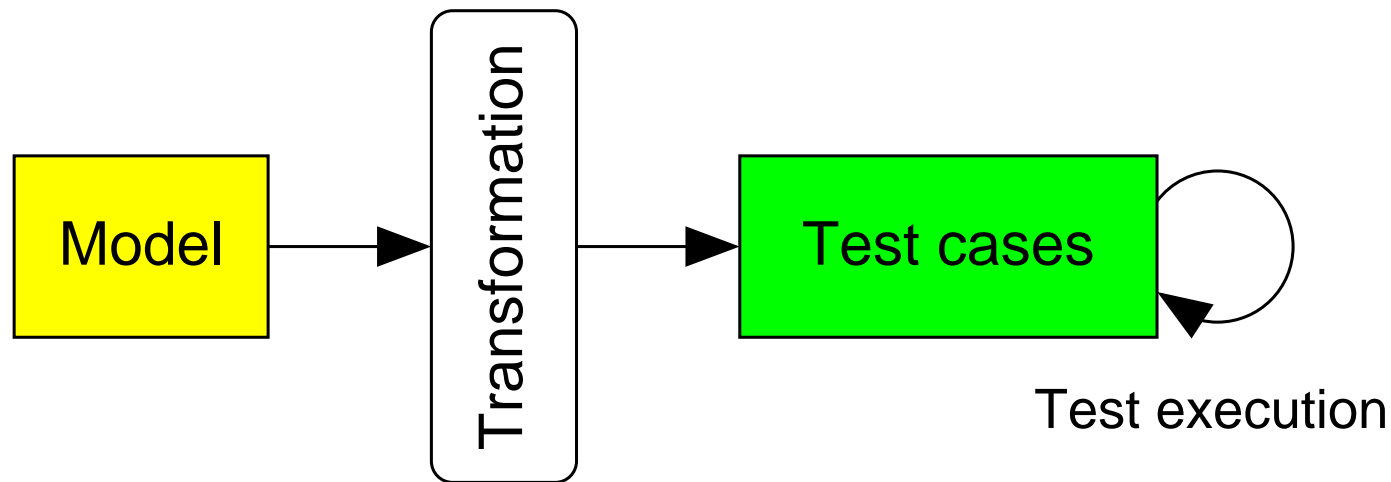 Model
Transformation
Test cases
Test execution